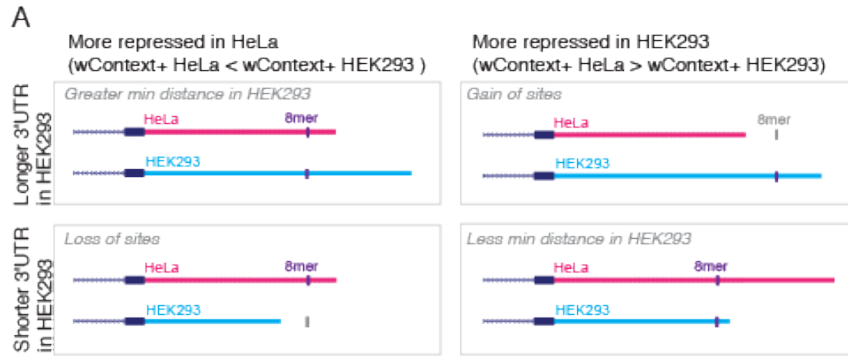 A
More repressed in HeLa
(wContext+ HeLa < wContext+ HEK293 )
More repressed in HEK293
(wContext+ HeLa > wContext+ HEK293)
Longer 3"UTR
in HEK293
Greater min distance in HEK293
HeLa
8mer
HEK293
Gain of sites
8mer
HeLa
HEK293
Shorter 3"UTR
in HEK293
Loss of sites
HeLa
8mer
HEK293
Less min distance in HEK293
HeLa
8mer
HEK293